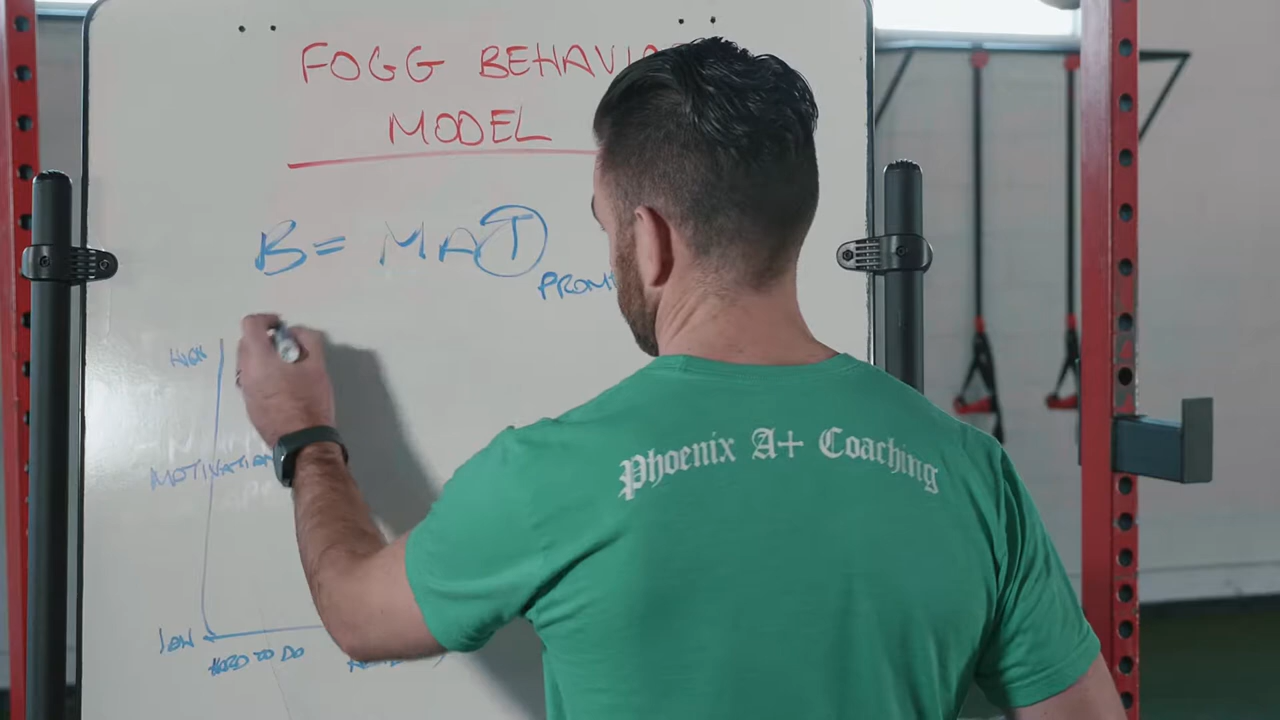 FOGG BEHAVI
MODEL
B = MAT
PROM
HIGH
MOTIVATION
LOW
HARD TO DO
Phoenix A+ Coaching